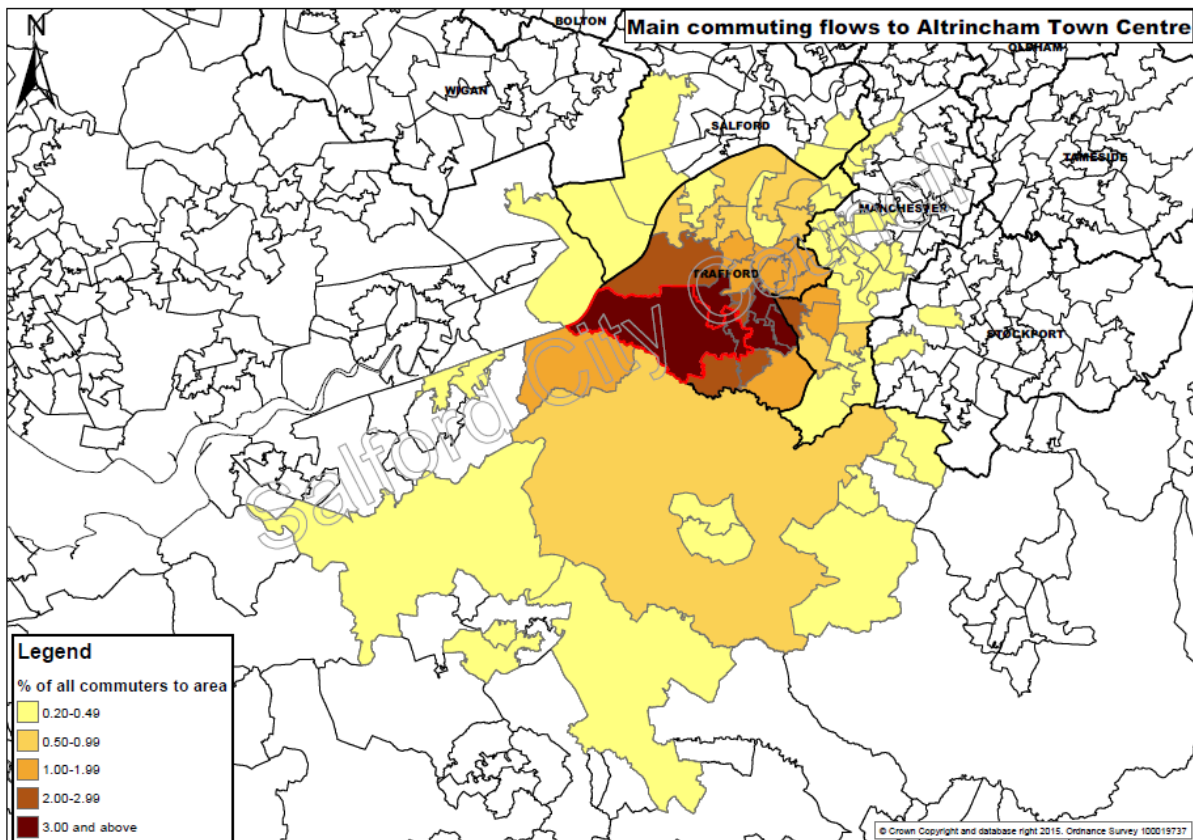 Main commuting flows to Altrincham Town Centre
N
BOLTON
OLDHAM
WIGAN
SALFORD
TAMESIDE
MANCHESTER
TRAFFORD
STOCKPORT
Salford City Council
Legend
% of all commuters to area
0.20-0.49
0.50-0.99
1.00-1.99
2.00-2.99
3.00 and above
© Crown Copyright and database right 2015. Ordnance Survey 100019737